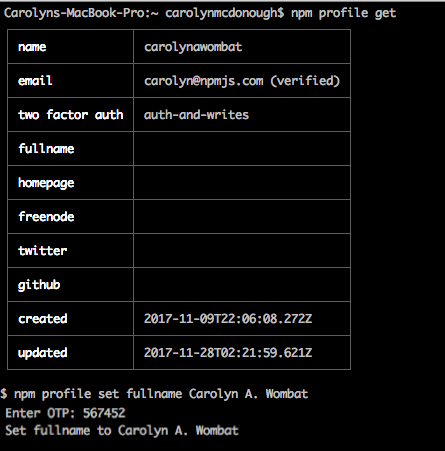 Carolyns-MacBook-Pro:~ carolynmcdonough$ npm profile get
name carolynawombat
email carolyn@npmjs.com (verified)
two factor auth auth-and-writes
fullname
homepage
freenode
twitter
github
created 2017-11-09T22:06:08.272Z
updated 2017-11-28T02:21:59.621Z
$ npm profile set fullname Carolyn A. Wombat
Enter OTP: 567452
Set fullname to Carolyn A. Wombat